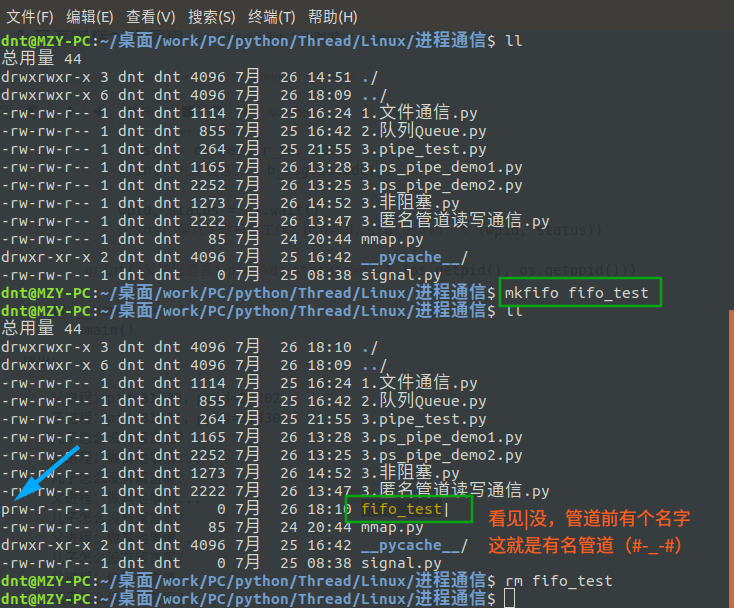 文件(F) 编辑(E) 查看(V) 搜索(S) 终端(T) 帮助(H)
dnt@MZY-PC:~/桌面/work/PC/python/Thread/Linux/进程通信$ ll
总用量 44
drwxrwxr-x 3 dnt dnt 4096 7月  26 14:51 ./
drwxrwxr-x 6 dnt dnt 4096 7月  26 18:09 ../
-rw-rw-r-- 1 dnt dnt 1114 7月  25 16:24 1.文件通信.py
-rw-rw-r-- 1 dnt dnt  855 7月  25 16:42 2.队列Queue.py
-rw-rw-r-- 1 dnt dnt  264 7月  25 21:55 3.pipe_test.py
-rw-rw-r-- 1 dnt dnt 1165 7月  26 13:28 3.ps_pipe_demo1.py
-rw-rw-r-- 1 dnt dnt 2252 7月  26 13:25 3.ps_pipe_demo2.py
-rw-rw-r-- 1 dnt dnt 1273 7月  26 14:52 3.非阻塞.py
-rw-rw-r-- 1 dnt dnt 2222 7月  26 13:47 3.匿名管道读写通信.py
-rw-rw-r-- 1 dnt dnt   85 7月  24 20:44 mmap.py
drwxr-xr-x 2 dnt dnt 4096 7月  25 16:42 __pycache__/
-rw-rw-r-- 1 dnt dnt    0 7月  25 08:38 signal.py
dnt@MZY-PC:~/桌面/work/PC/python/Thread/Linux/进程通信$ mkfifo fifo_test
dnt@MZY-PC:~/桌面/work/PC/python/Thread/Linux/进程通信$ ll
总用量 44
drwxrwxr-x 3 dnt dnt 4096 7月  26 18:10 ./
drwxrwxr-x 6 dnt dnt 4096 7月  26 18:09 ../
-rw-rw-r-- 1 dnt dnt 1114 7月  25 16:24 1.文件通信.py
-rw-rw-r-- 1 dnt dnt  855 7月  25 16:42 2.队列Queue.py
-rw-rw-r-- 1 dnt dnt  264 7月  25 21:55 3.pipe_test.py
-rw-rw-r-- 1 dnt dnt 1165 7月  26 13:28 3.ps_pipe_demo1.py
-rw-rw-r-- 1 dnt dnt 2252 7月  26 13:25 3.ps_pipe_demo2.py
-rw-rw-r-- 1 dnt dnt 1273 7月  26 14:52 3.非阻塞.py
-rw-rw-r-- 1 dnt dnt 2222 7月  26 13:47 3.匿名管道读写通信.py
prw-r--r-- 1 dnt dnt    0 7月  26 18:10 fifo_test|
看见|没，管道前有个名字
-rw-rw-r-- 1 dnt dnt   85 7月  24 20:44 mmap.py
drwxr-xr-x 2 dnt dnt 4096 7月  25 16:42 __pycache__/
这就是有名管道（#-_-#）
-rw-rw-r-- 1 dnt dnt    0 7月  25 08:38 signal.py
dnt@MZY-PC:~/桌面/work/PC/python/Thread/Linux/进程通信$ rm fifo_test
dnt@MZY-PC:~/桌面/work/PC/python/Thread/Linux/进程通信$